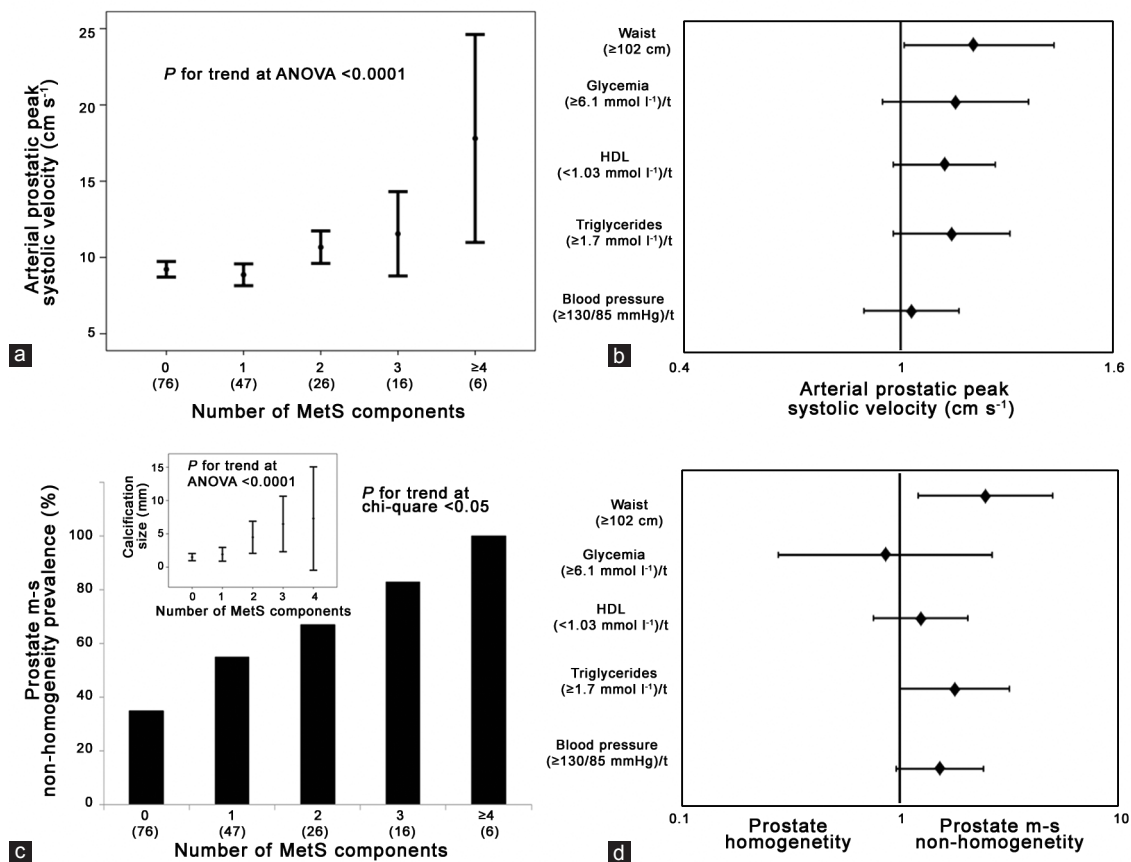 25
20
15
10
5
Arterial prostatic peak
systolic velocity (cm s⁻¹)
P for trend at ANOVA <0.0001
0
(76)
1
(47)
2
(26)
3
(16)
≥4
(6)
Number of MetS components
a
Waist
(≥102 cm)
Glycemia
(≥6.1 mmol l⁻¹)/t
HDL
(<1.03 mmol l⁻¹)/t
Triglycerides
(≥1.7 mmol l⁻¹)/t
Blood pressure
(≥130/85 mmHg)/t
0.4
1
1.6
Arterial prostatic peak
systolic velocity (cm s⁻¹)
b
Prostate m-s
non-homogeneity prevalence (%)
100
80
60
40
20
0
P for trend at
ANOVA <0.0001
Calcification
size (mm)
15
10
5
0
0 1 2 3 4
Number of MetS components
P for trend at
chi-quare <0.05
0
(76)
1
(47)
2
(26)
3
(16)
≥4
(6)
Number of MetS components
c
Waist
(≥102 cm)
Glycemia
(≥6.1 mmol l⁻¹)/t
HDL
(<1.03 mmol l⁻¹)/t
Triglycerides
(≥1.7 mmol l⁻¹)/t
Blood pressure
(≥130/85 mmHg)/t
0.1
1
10
Prostate
homogenetity
Prostate m-s
non-homogenetity
d